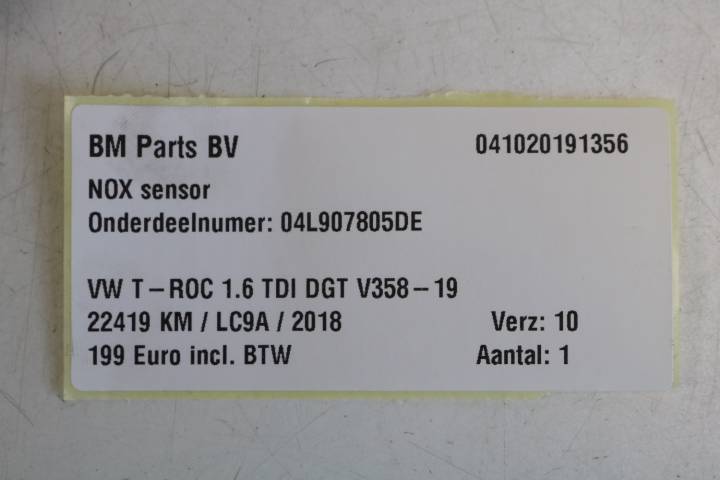 BM Parts BV 041020191356
NOX sensor
Onderdeelnumer: 04L907805DE
VW T-ROC 1.6 TDI DGT V358-19
22419 KM / LC9A / 2018 Verz: 10
199 Euro incl. BTW Aantal: 1